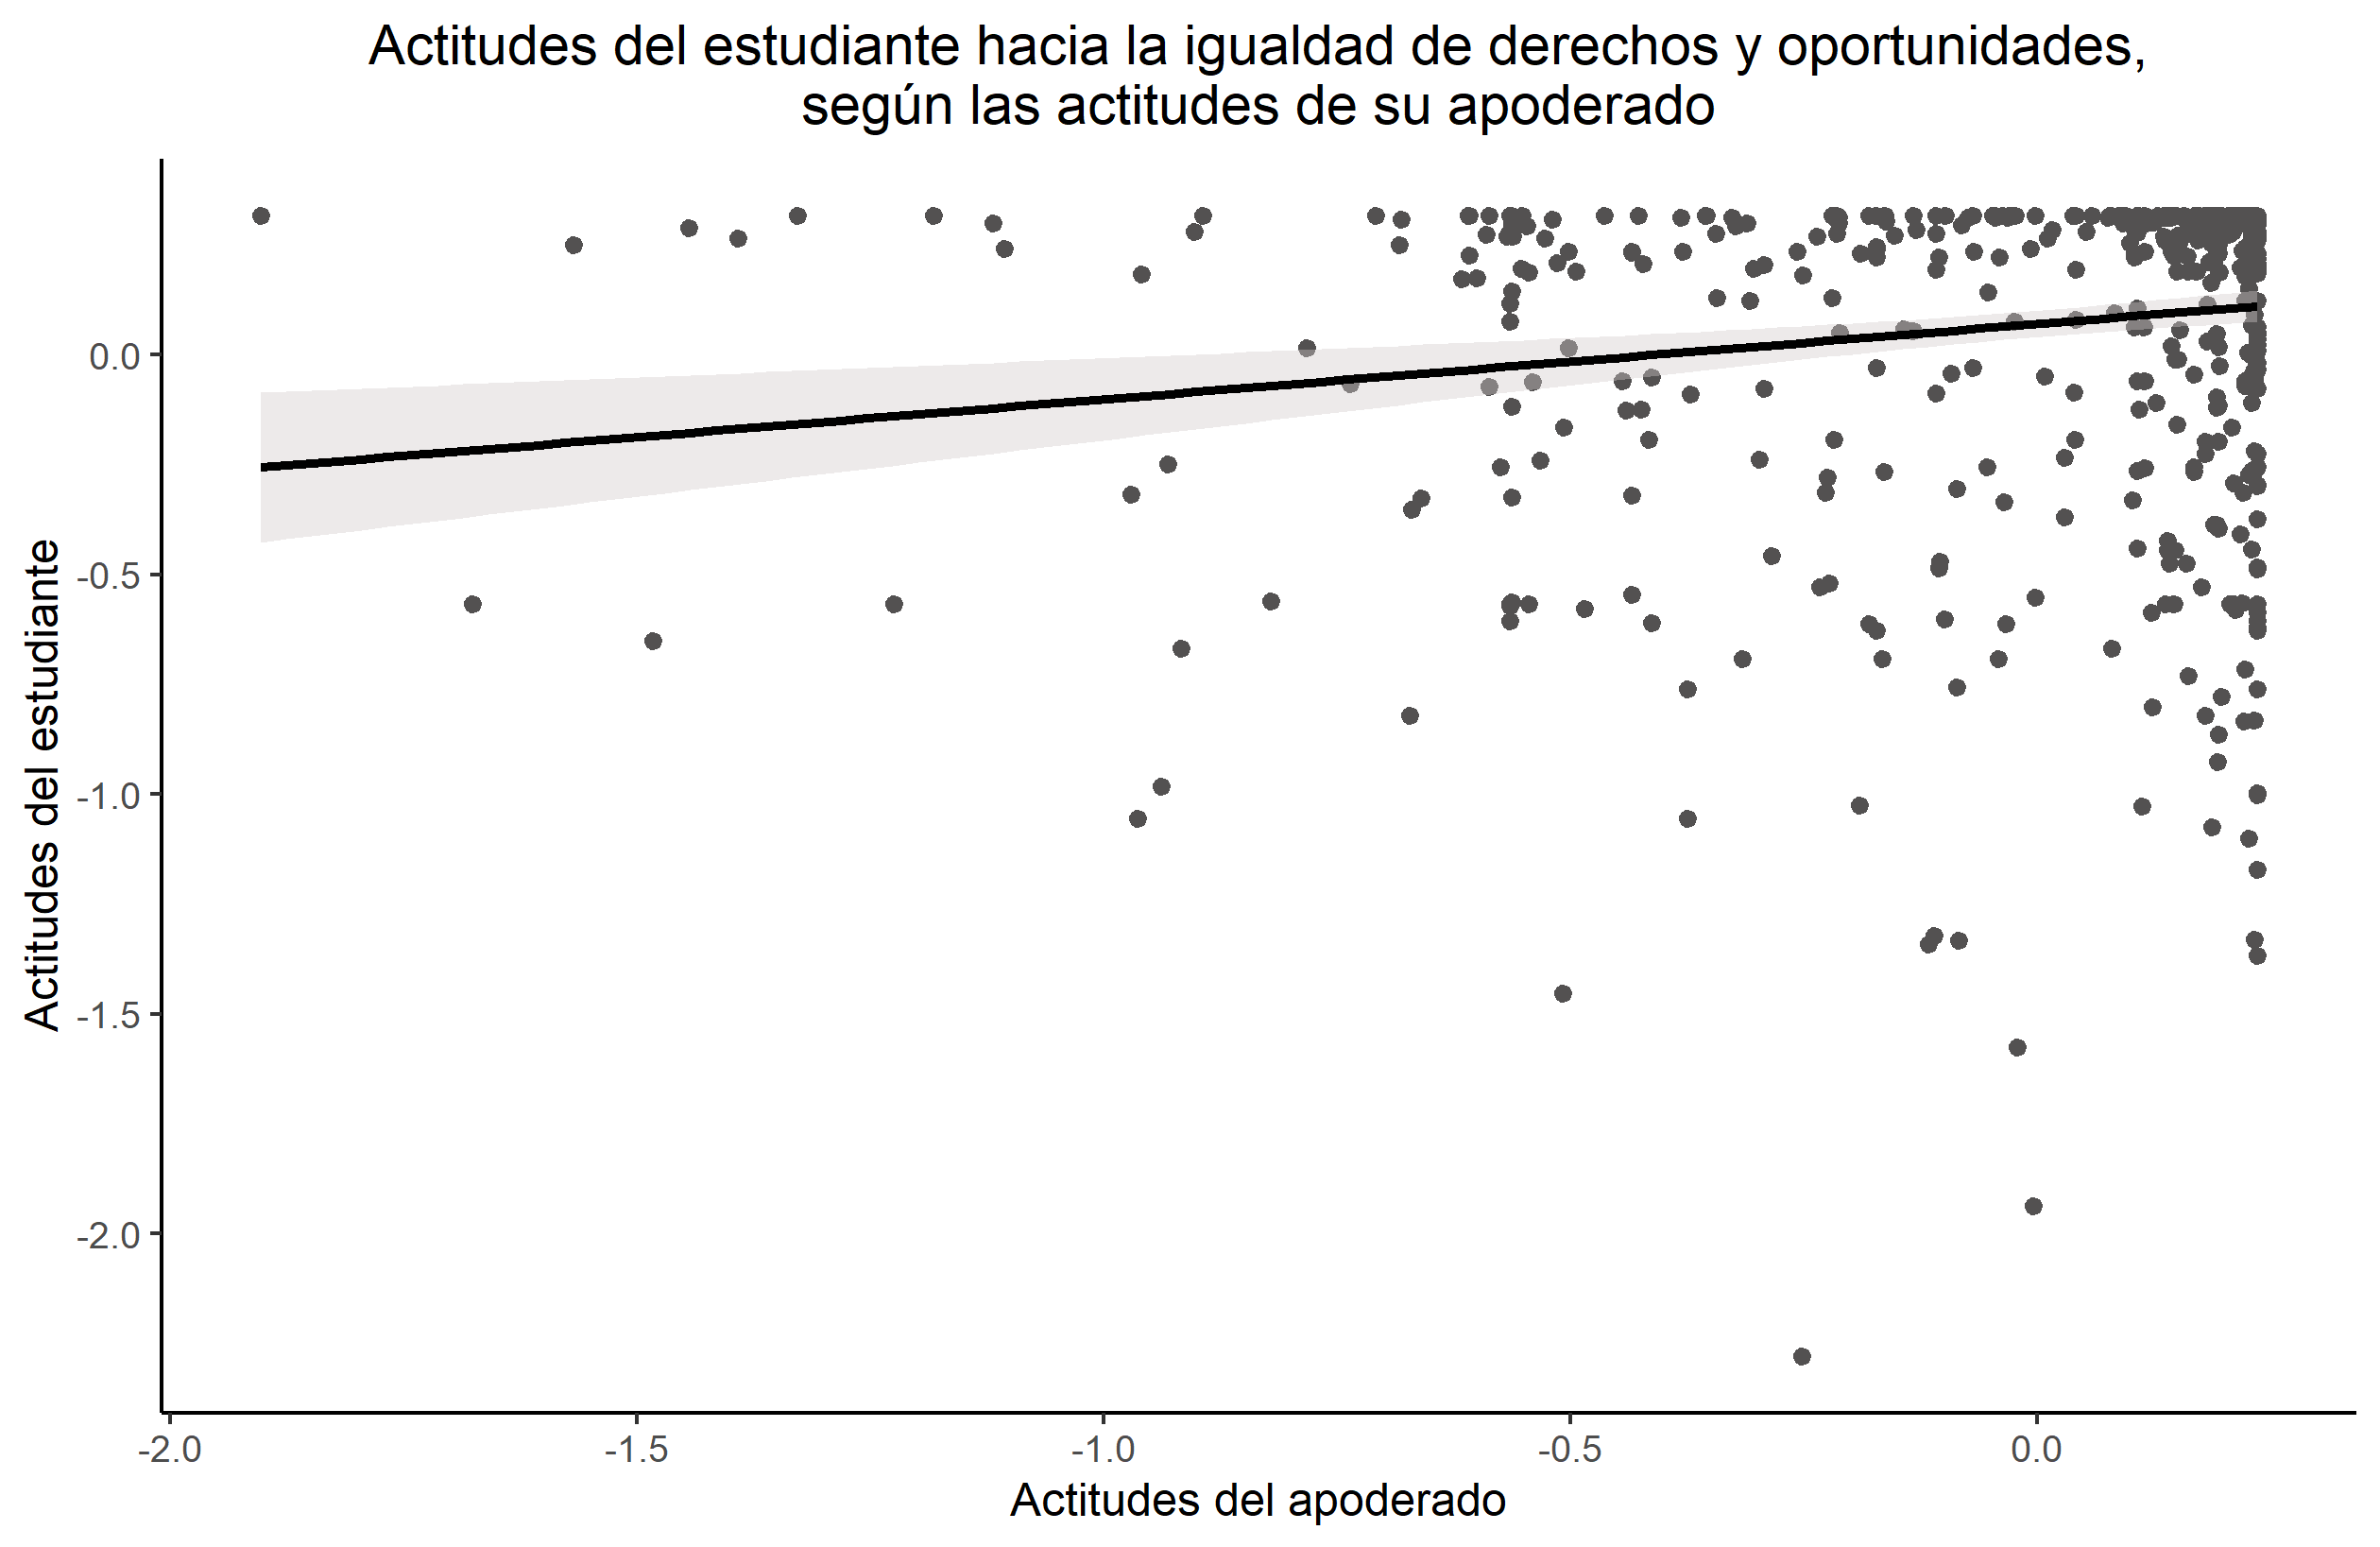 Actitudes del estudiante hacia la igualdad de derechos y oportunidades,
según las actitudes de su apoderado
Actitudes del estudiante
0.0
-0.5
-1.0
-1.5
-2.0
-2.0
-1.5
-1.0
-0.5
0.0
Actitudes del apoderado